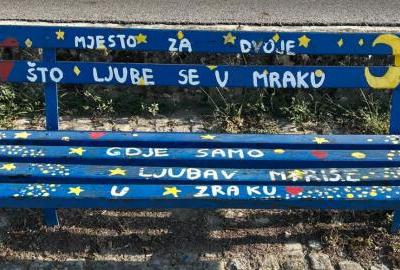 MJESTO ZA DVOJE
ŠTO LJUBE SE U MRAKU
GDJE SAMO
LJUBAV MIRIŠE
U ZRAKU